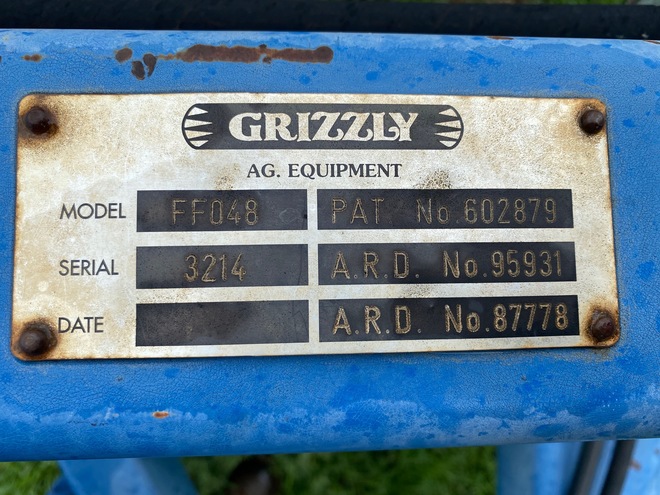 GRIZZLY
AG. EQUIPMENT
MODEL FF048 PAT No.602879
SERIAL 3214 A.R.D. No.95931
DATE A.R.D. No.87778